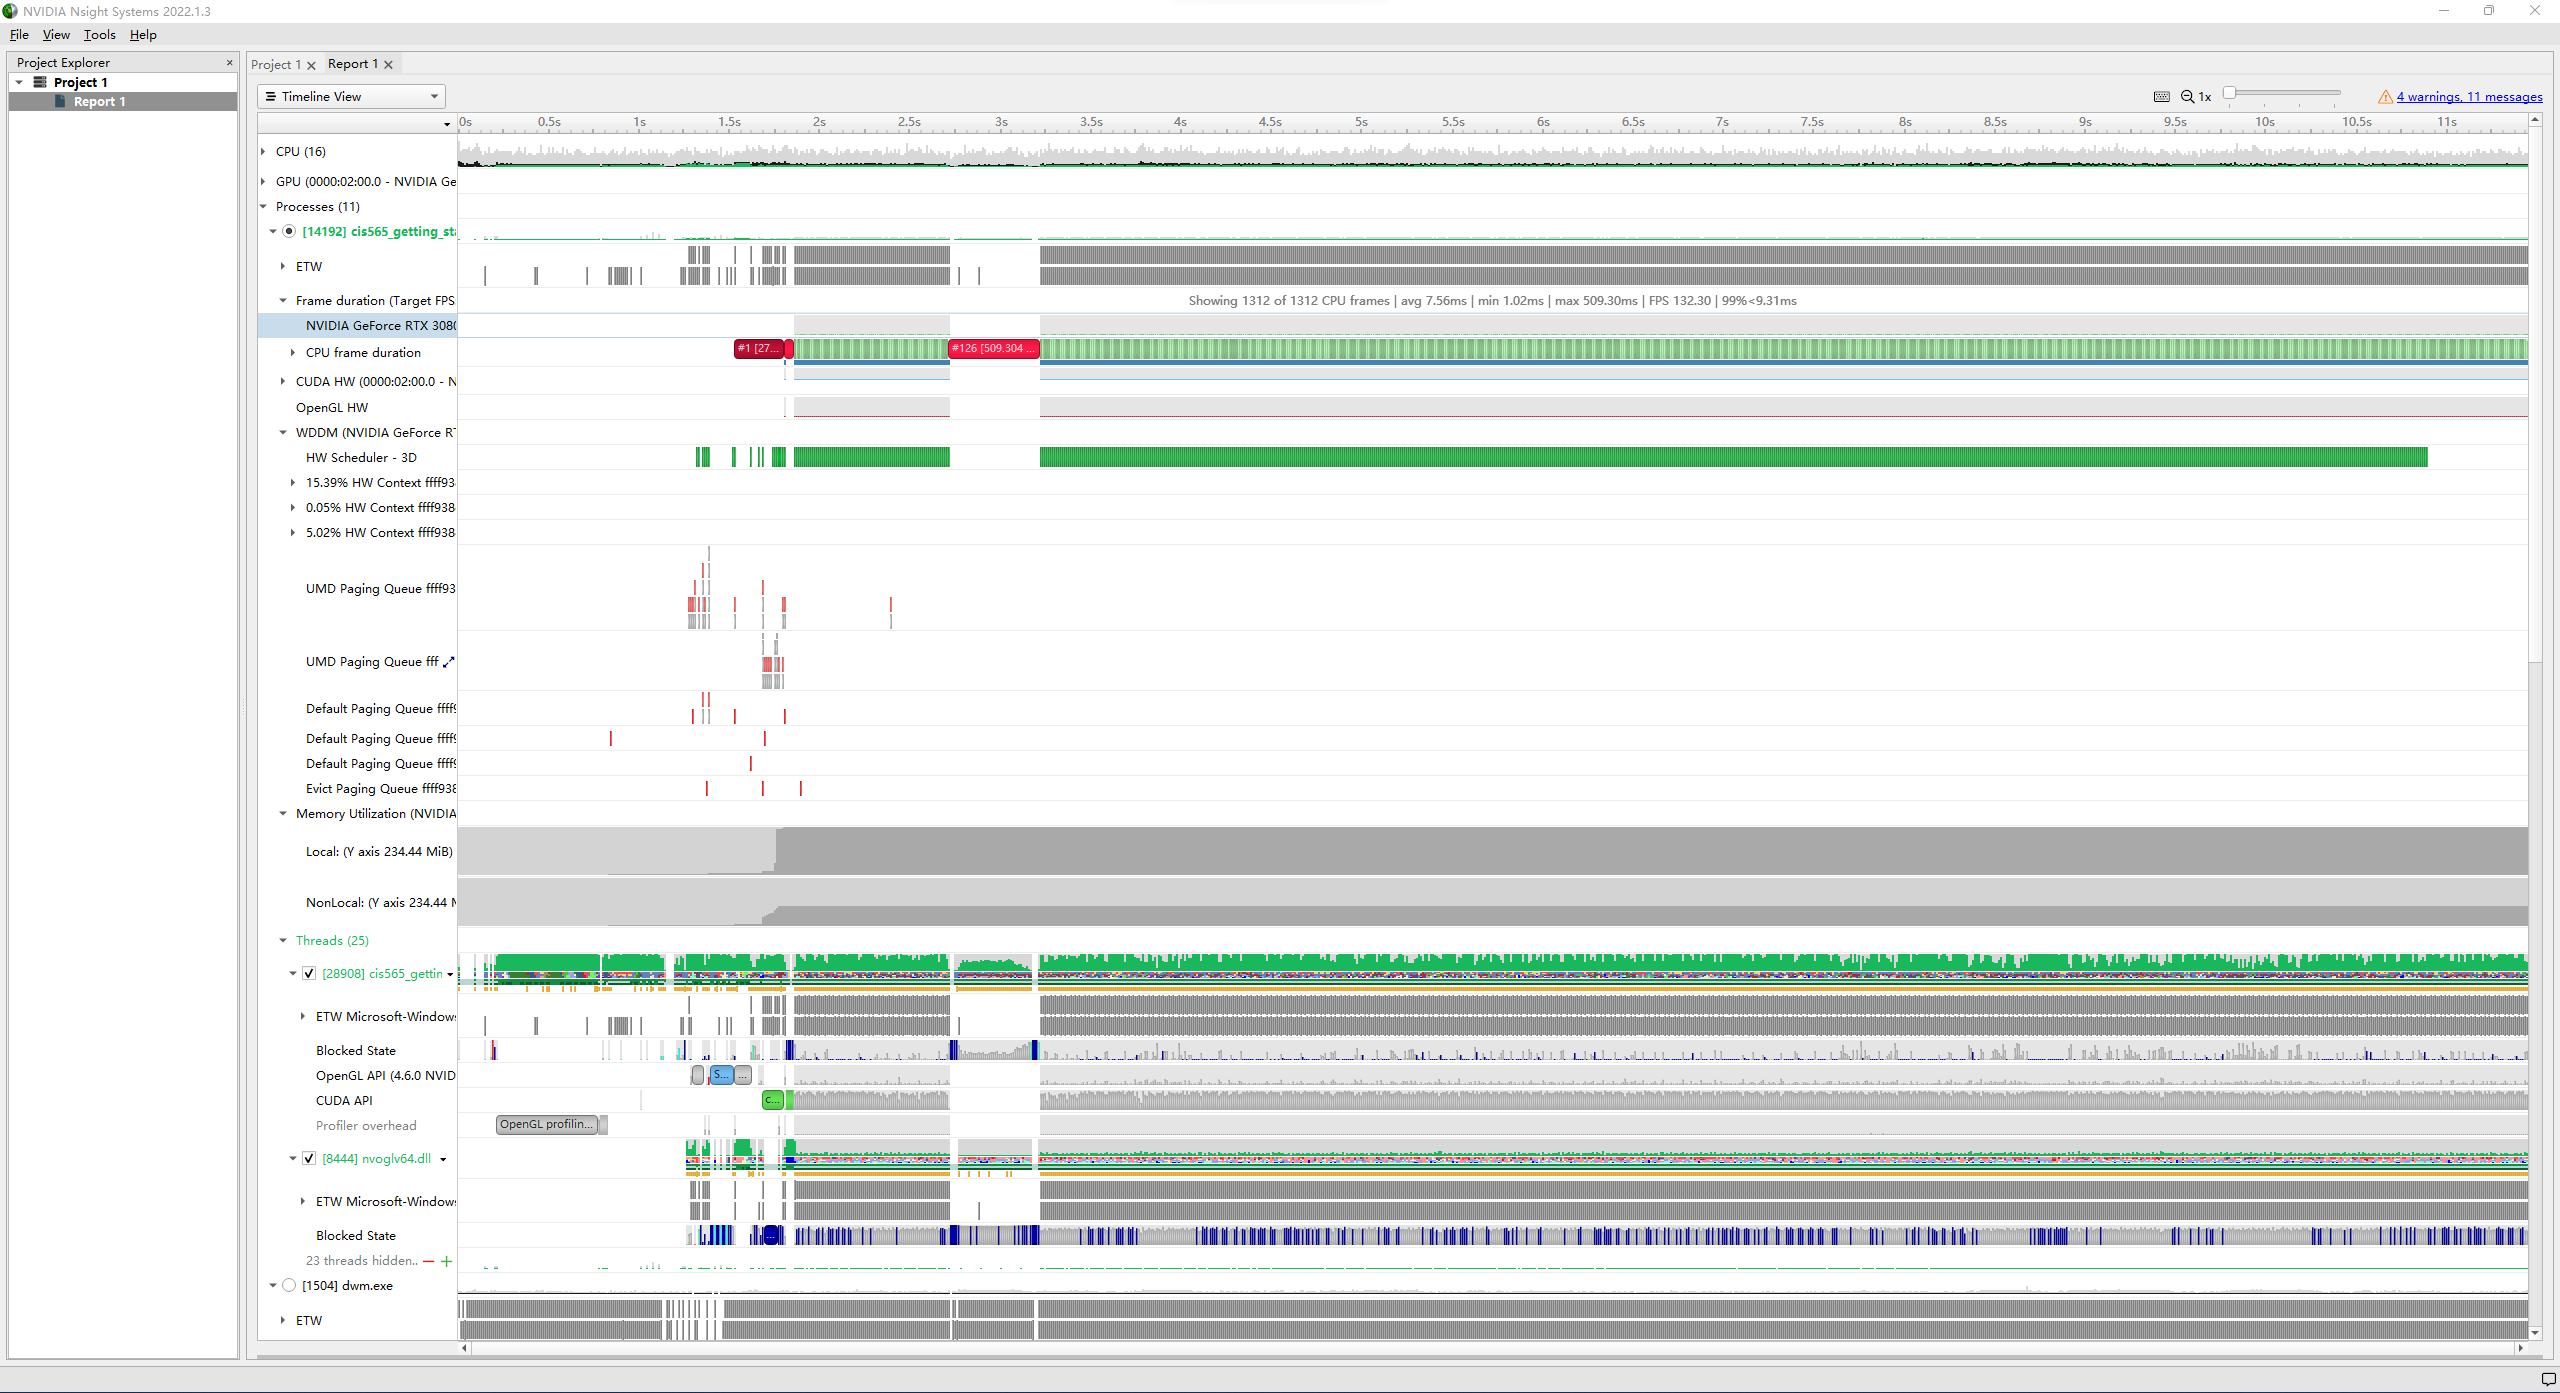 NVIDIA Nsight Systems 2022.1.3
File View Tools Help
Project Explorer
Project 1
Report 1
Project 1
Report 1
Timeline View
1x
4 warnings, 11 messages
0s 0.5s 1s 1.5s 2s 2.5s 3s 3.5s 4s 4.5s 5s 5.5s 6s 6.5s 7s 7.5s 8s 8.5s 9s 9.5s 10s 10.5s 11s
CPU (16)
GPU (0000:02:00.0 - NVIDIA Ge
Processes (11)
[14192] cis565_getting_sta
ETW
Frame duration (Target FPS
Showing 1312 of 1312 CPU frames | avg 7.56ms | min 1.02ms | max 509.30ms | FPS 132.30 | 99%<9.31ms
NVIDIA GeForce RTX 3080
CPU frame duration
#1 [27...
#126 [509.304 ...
CUDA HW (0000:02:00.0 - N
OpenGL HW
WDDM (NVIDIA GeForce RT
HW Scheduler - 3D
15.39% HW Context ffff93
0.05% HW Context ffff938
5.02% HW Context ffff938
UMD Paging Queue ffff93
UMD Paging Queue fff
Default Paging Queue ffff9
Default Paging Queue ffff9
Default Paging Queue ffff9
Evict Paging Queue ffff938
Memory Utilization (NVIDIA
Local: (Y axis 234.44 MiB)
NonLocal: (Y axis 234.44 M
Threads (25)
[28908] cis565_gettin
ETW Microsoft-Windows
Blocked State
OpenGL API (4.6.0 NVID
S...
...
CUDA API
c...
Profiler overhead
OpenGL profilin...
[8444] nvoglv64.dll
ETW Microsoft-Windows
Blocked State
...
23 threads hidden..
[1504] dwm.exe
ETW